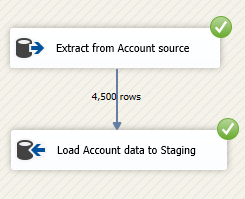 Extract from Account source
4,500 rows
Load Account data to Staging